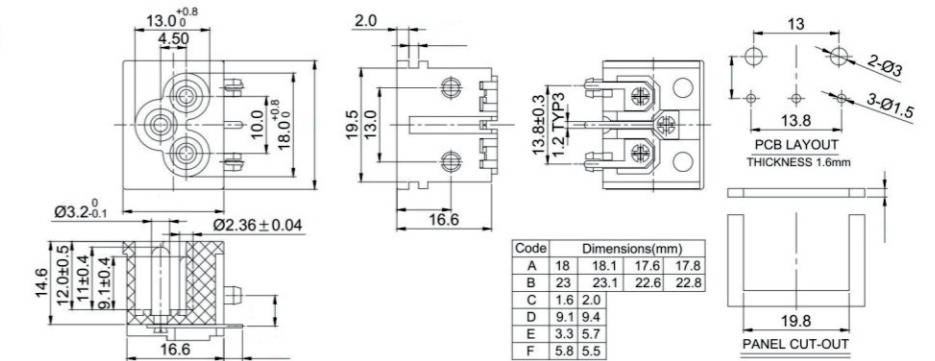 13.0 +0.8 0
4.50
10.0
18.0 +0.8 0
2.0
19.5
13.0
16.6
13.8±0.3
1.2 TYP3
13
2-Ø3
3-Ø1.5
13.8
PCB LAYOUT
THICKNESS 1.6mm
Ø3.2 0 -0.1
Ø2.36±0.04
14.6
12.0±0.5
11±0.4
9.1±0.4
16.6
Code Dimensions(mm)
A 18 18.1 17.6 17.8
B 23 23.1 22.6 22.8
C 1.6 2.0
D 9.1 9.4
E 3.3 5.7
F 5.8 5.5
19.8
PANEL CUT-OUT